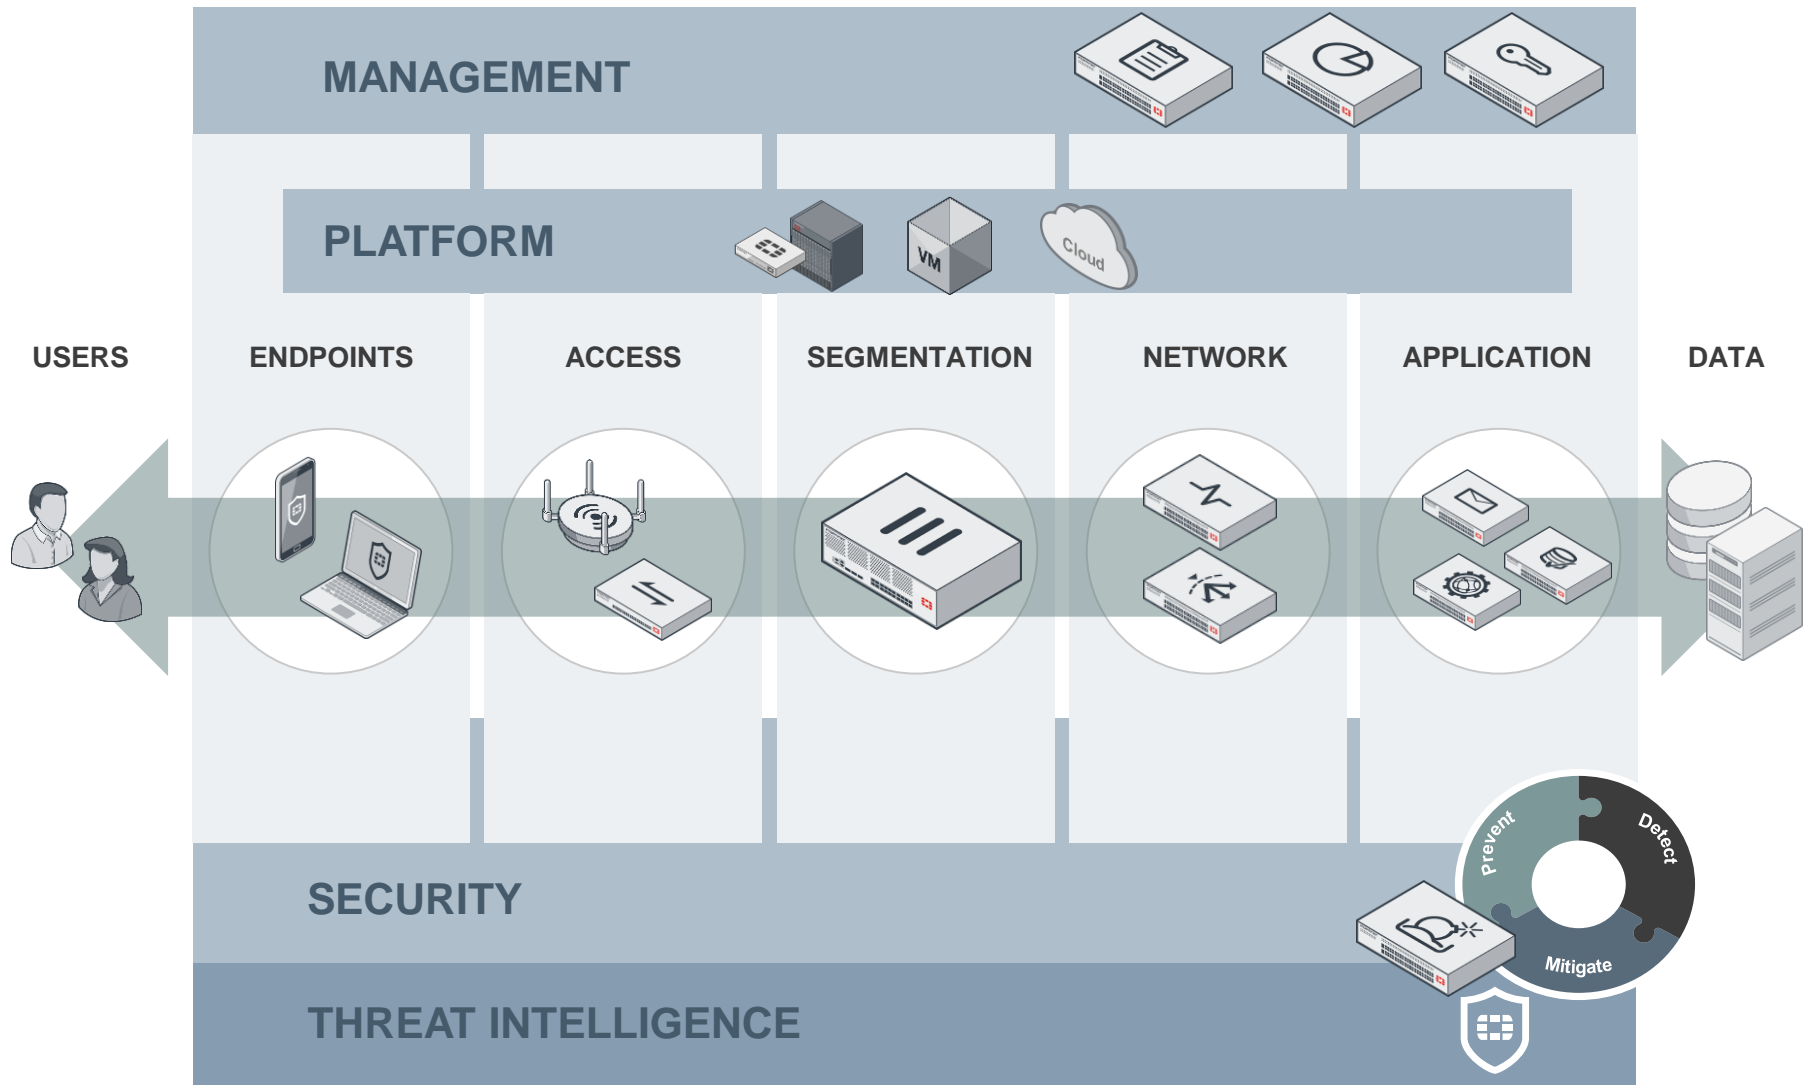 MANAGEMENT
PLATFORM
VM
Cloud
USERS
ENDPOINTS
ACCESS
SEGMENTATION
NETWORK
APPLICATION
DATA
Prevent
Detect
Mitigate
SECURITY
THREAT INTELLIGENCE